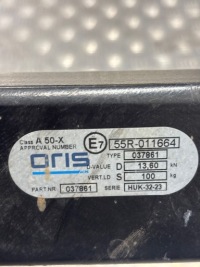 Class A 50-X
APPROVAL NUMBER E7 55R-011664
ORIS TYPE 037861
D-VALUE D 13,60 kN
VERT.LD S 100 kg
PART NR. 037861 SERIE HUK-32-23